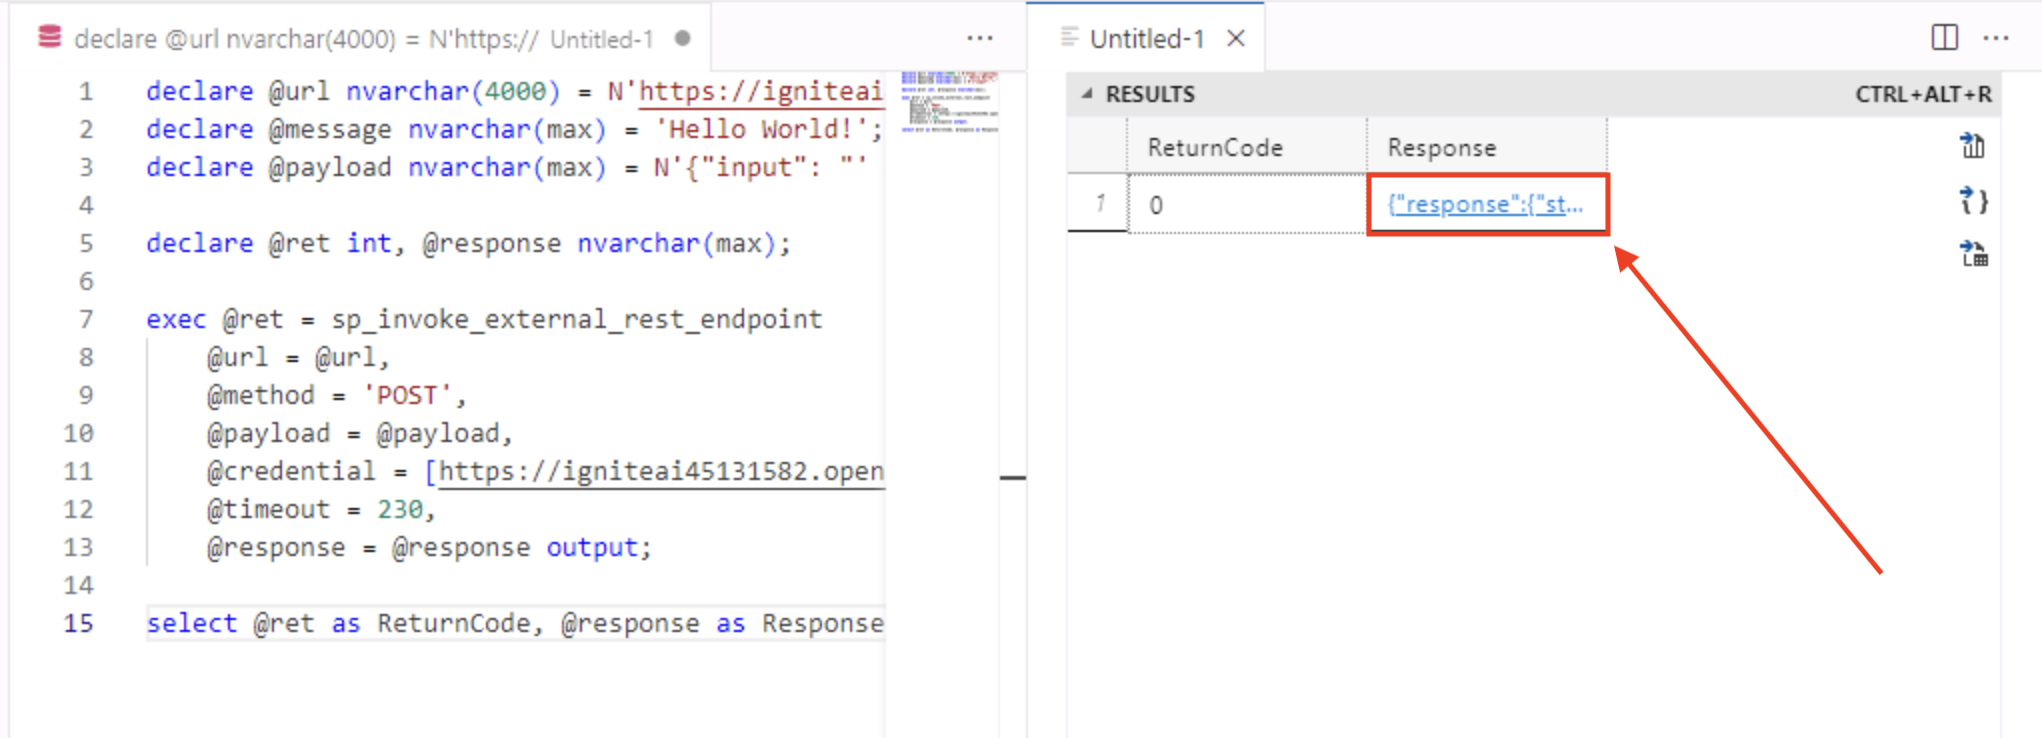 declare @url nvarchar(4000) = N'https:// Untitled-1
1 declare @url nvarchar(4000) = N'https://igniteai
2 declare @message nvarchar(max) = 'Hello World!';
3 declare @payload nvarchar(max) = N'{"input": "'
4
5 declare @ret int, @response nvarchar(max);
6
7 exec @ret = sp_invoke_external_rest_endpoint
8 @url = @url,
9 @method = 'POST',
10 @payload = @payload,
11 @credential = [https://igniteai45131582.open
12 @timeout = 230,
13 @response = @response output;
14
15 select @ret as ReturnCode, @response as Response
Untitled-1
RESULTS CTRL+ALT+R
ReturnCode Response
1 0 {"response":{"st...